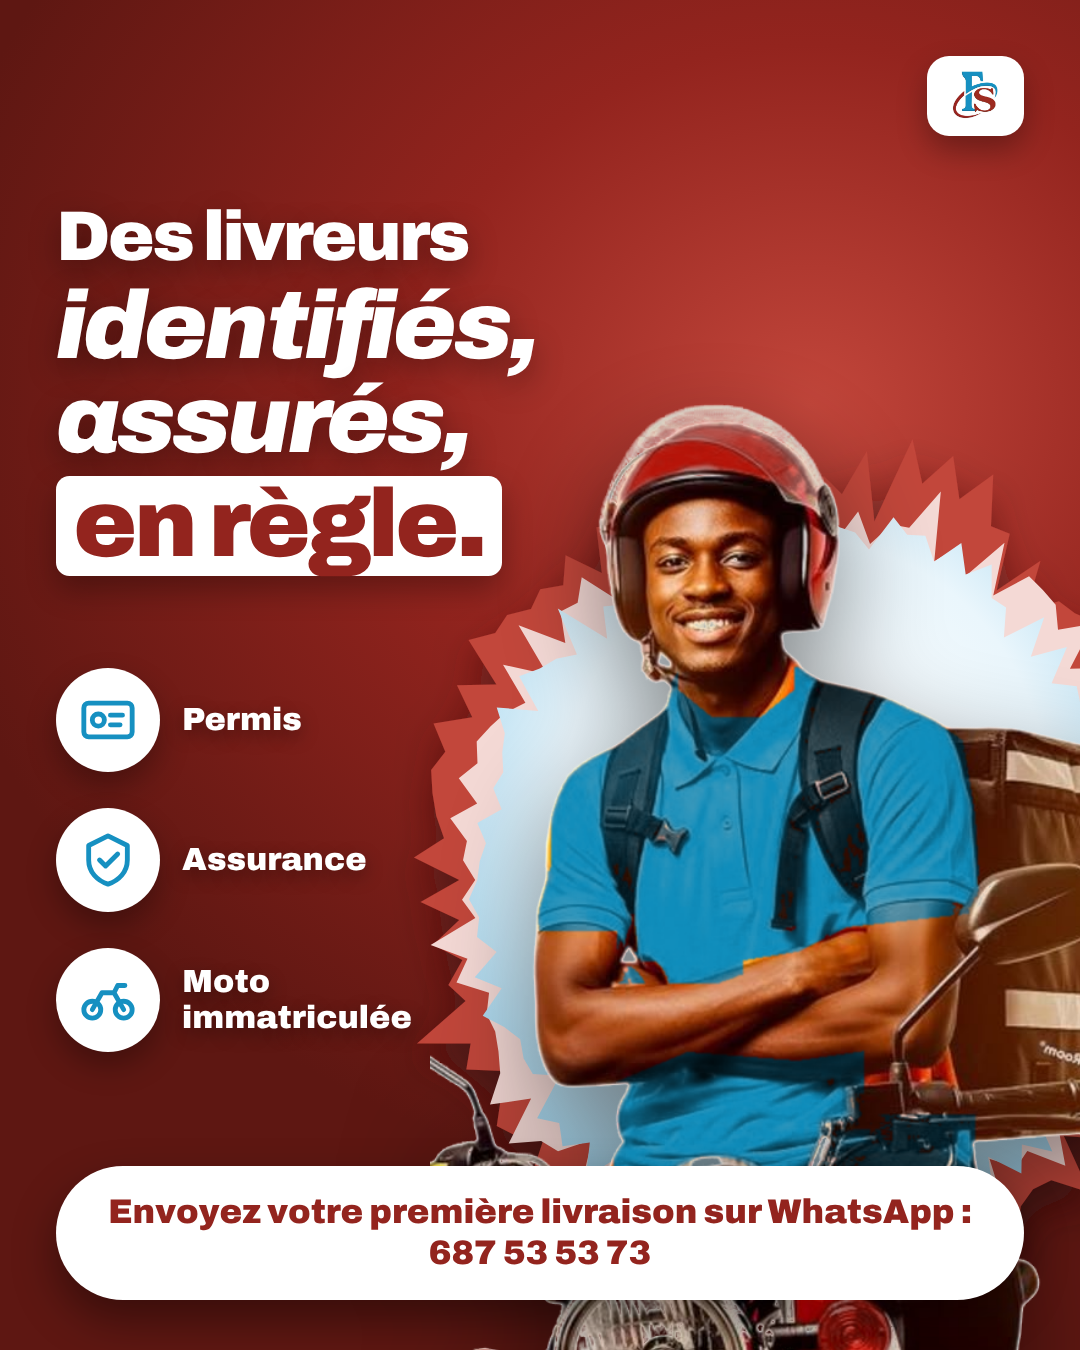 FS
Des livreurs
identifiés,
assurés,
en règle.
Permis
Assurance
Moto
immatriculée
Envoyez votre première livraison sur WhatsApp :
687 53 53 73